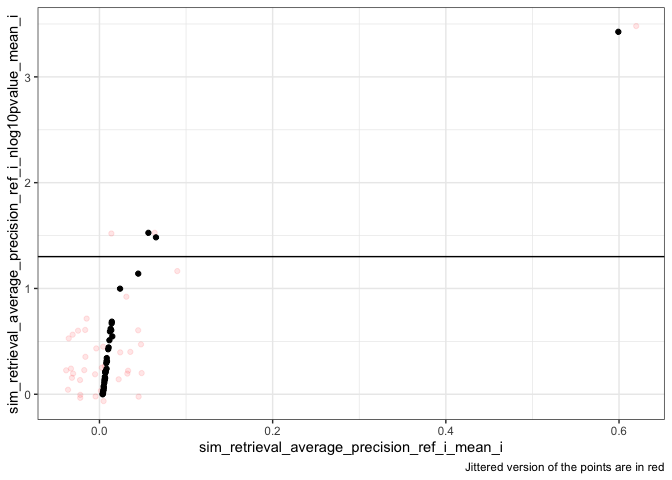 sim_retrieval_average_precision_ref_i_nlog10pvalue_mean_i
3
2
1
0
0.0 0.2 0.4 0.6
sim_retrieval_average_precision_ref_i_mean_i
Jittered version of the points are in red